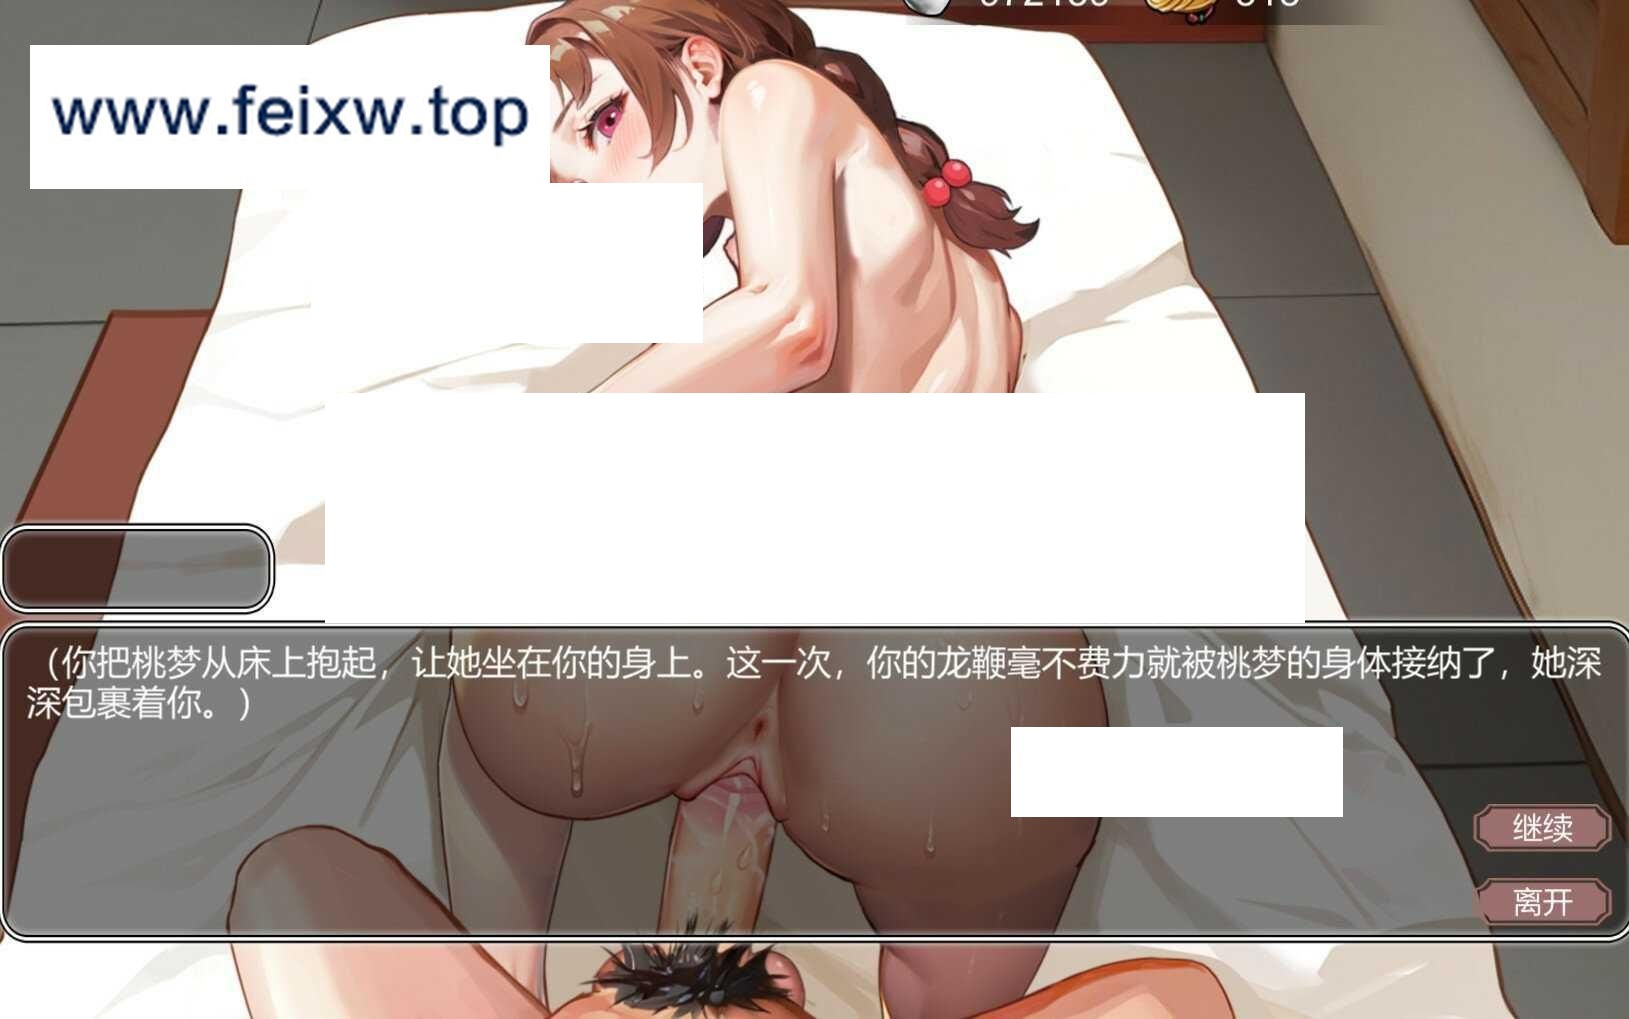 www.feixw.top
（你把桃梦从床上抱起，让她坐在你的身上。这一次，你的龙鞭毫不费力就被桃梦的身体接纳了，她深
深包裹着你。）
继续
离开